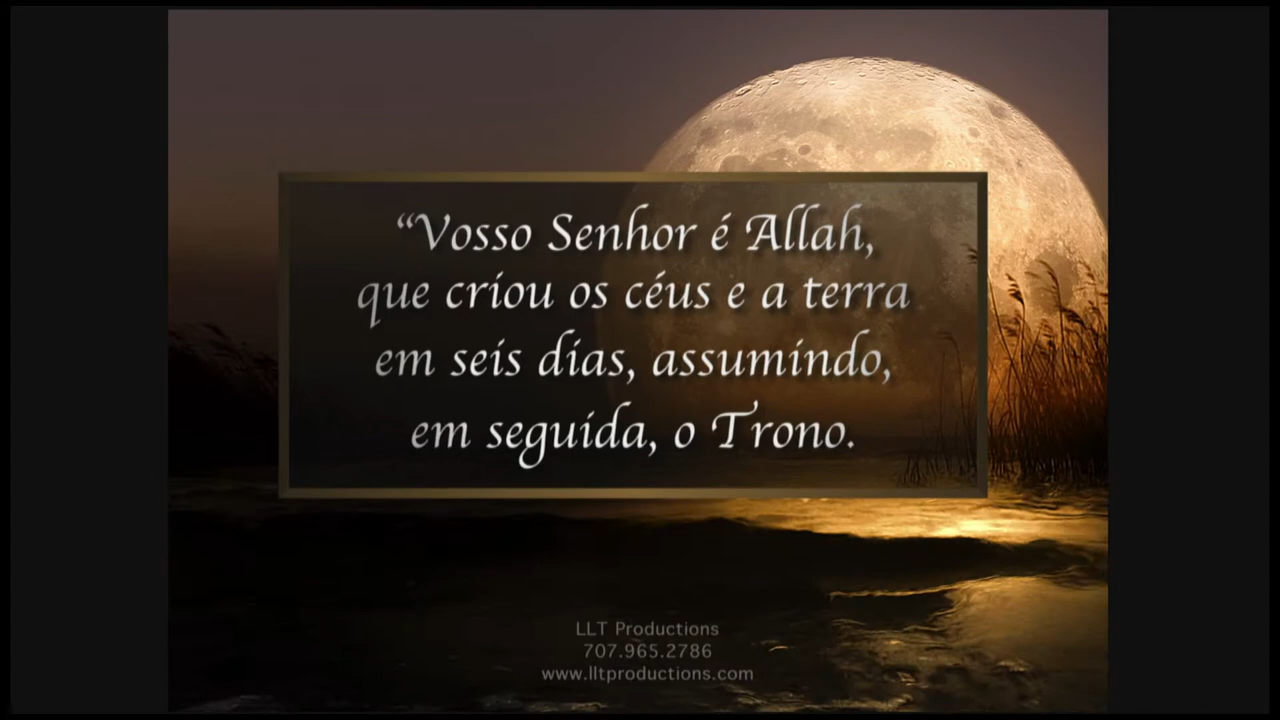 “Vosso Senhor é Allah,
que criou os céus e a terra
em seis dias, assumindo,
em seguida, o Trono.
LLT Productions
707.965.2786
www.lltproductions.com